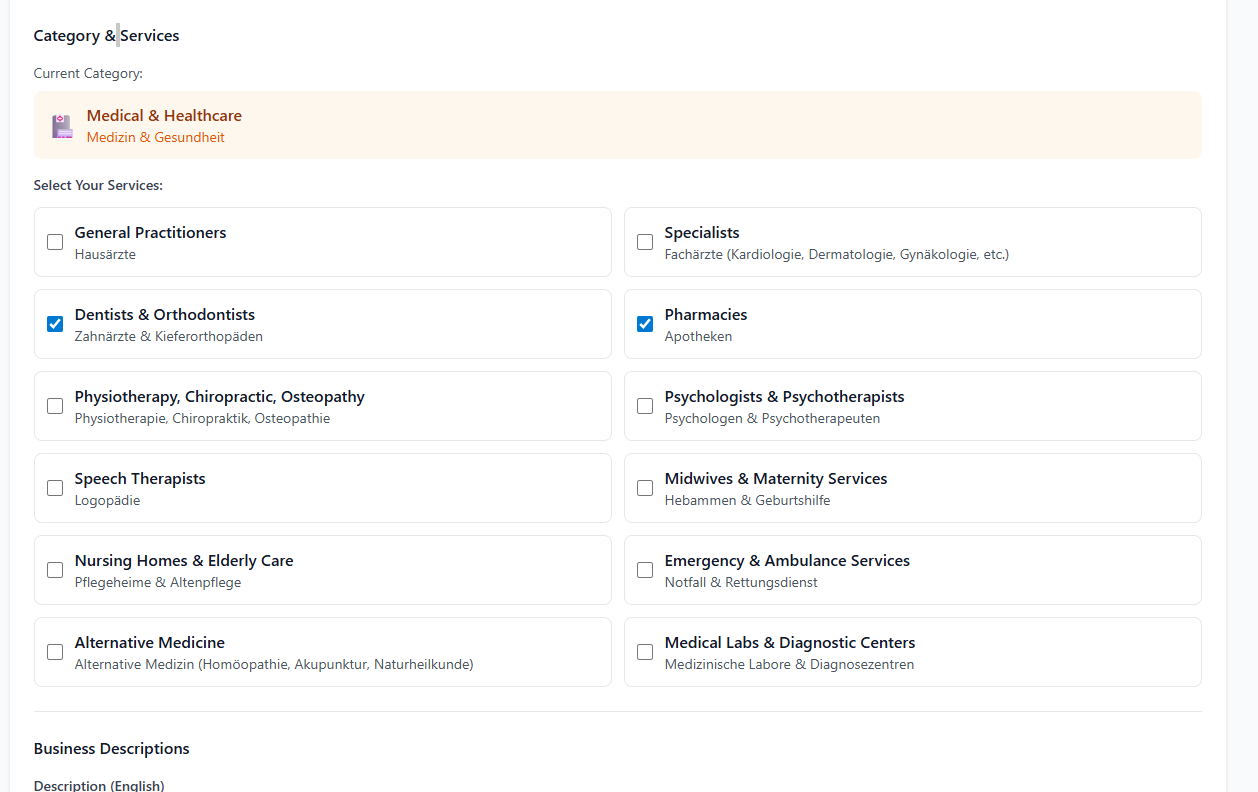 Category & Services
Current Category:
Medical & Healthcare
Medizin & Gesundheit
Select Your Services:
General Practitioners
Hausärzte
Specialists
Fachärzte (Kardiologie, Dermatologie, Gynäkologie, etc.)
Dentists & Orthodontists
Zahnärzte & Kieferorthopäden
Pharmacies
Apotheken
Physiotherapy, Chiropractic, Osteopathy
Physiotherapie, Chiropraktik, Osteopathie
Psychologists & Psychotherapists
Psychologen & Psychotherapeuten
Speech Therapists
Logopädie
Midwives & Maternity Services
Hebammen & Geburtshilfe
Nursing Homes & Elderly Care
Pflegeheime & Altenpflege
Emergency & Ambulance Services
Notfall & Rettungsdienst
Alternative Medicine
Alternative Medizin (Homöopathie, Akupunktur, Naturheilkunde)
Medical Labs & Diagnostic Centers
Medizinische Labore & Diagnosezentren
Business Descriptions
Description (English)